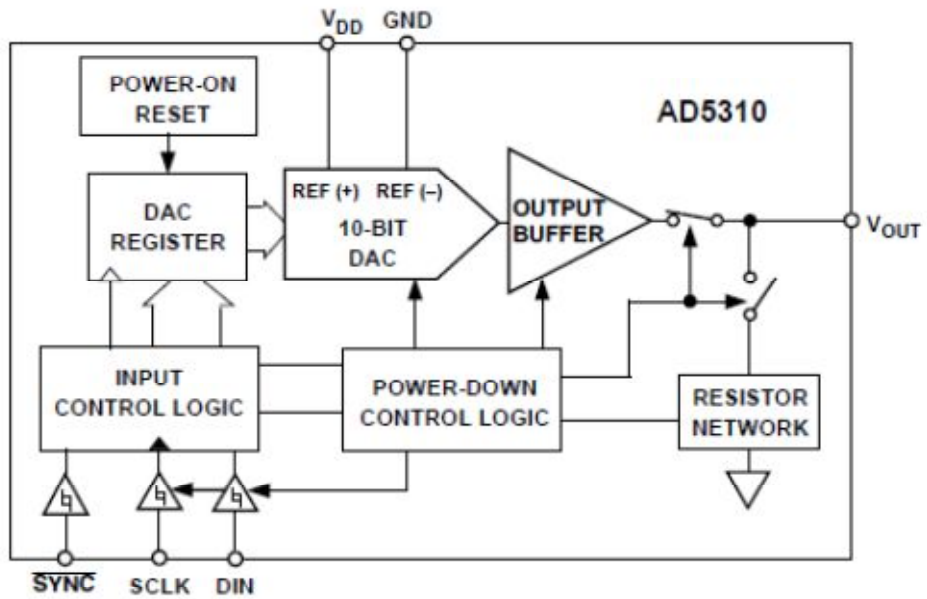 VDD GND
POWER-ON
RESET
AD5310
DAC
REGISTER
REF (+) REF (–)
10-BIT
DAC
OUTPUT
BUFFER
VOUT
INPUT
CONTROL LOGIC
POWER-DOWN
CONTROL LOGIC
RESISTOR
NETWORK
SYNC SCLK DIN